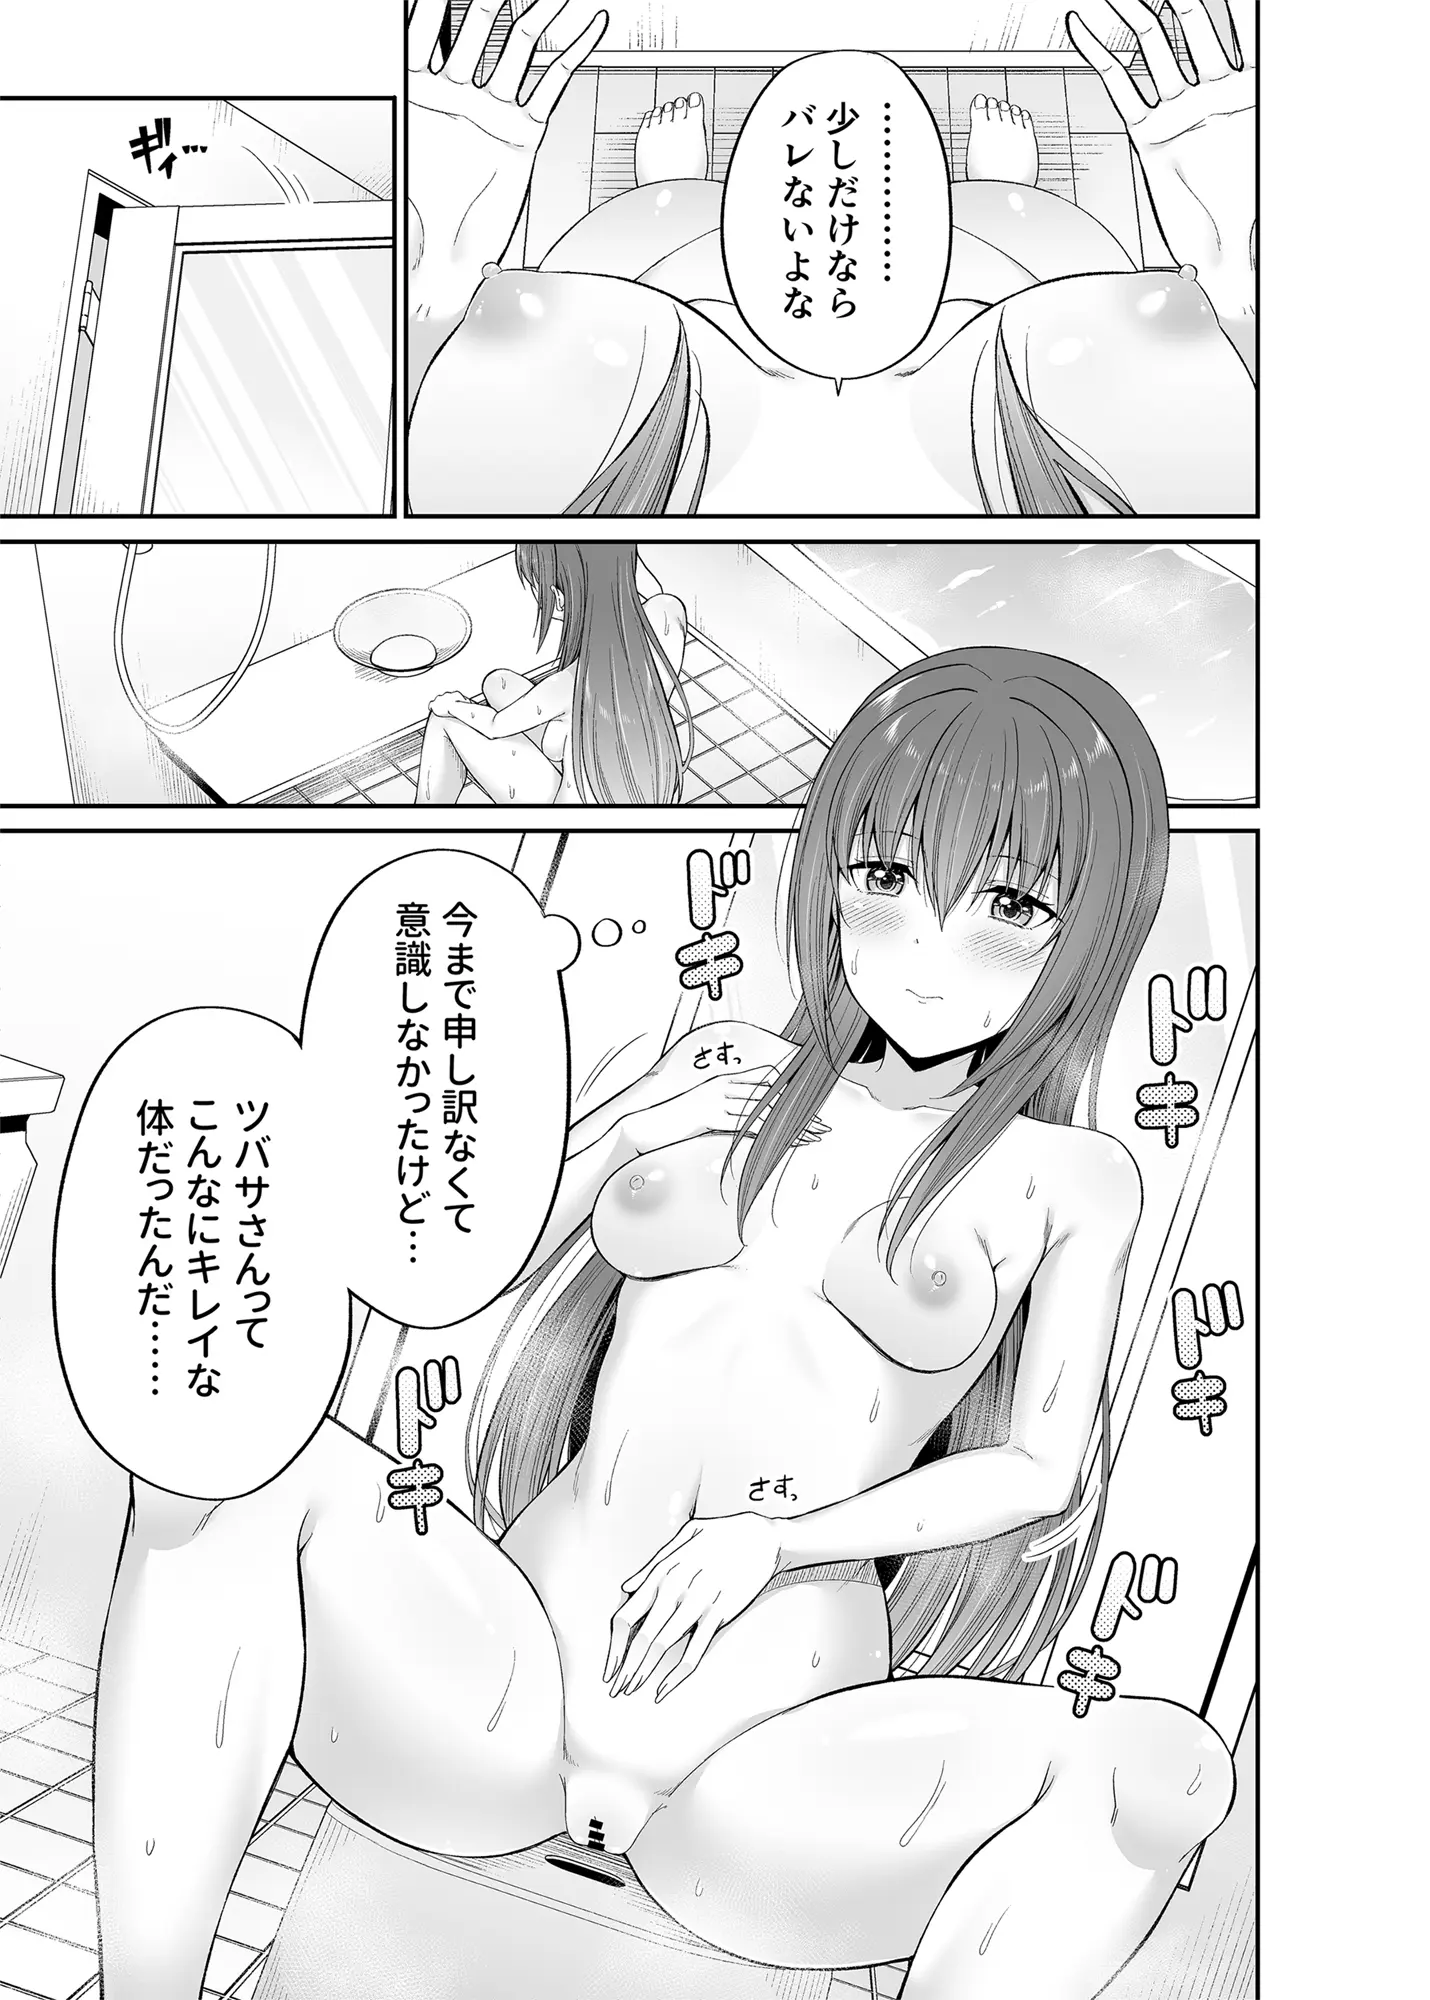 …………
少しだけなら
バレないよな
ギィ…
今まで申し訳なくて
意識しなかったけど…
ツバサさんって
こんなにキレイな
体だったんだ……
ドキ
ドキ
ドキ
ドキ
ドキ
さすっ
さすっ